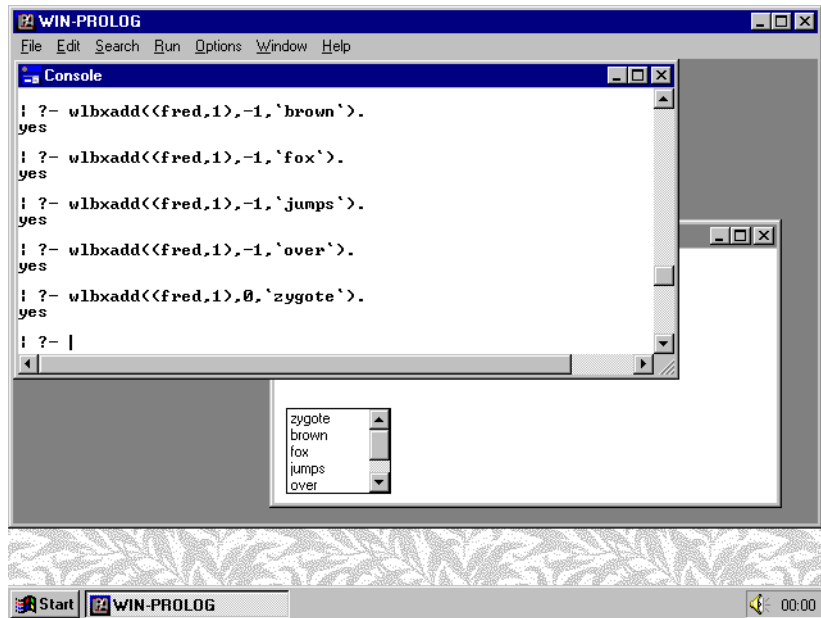 WIN-PROLOG
File Edit Search Run Options Window Help
Console
| ?- wlbxadd((fred,1),-1,`brown`).
yes
| ?- wlbxadd((fred,1),-1,`fox`).
yes
| ?- wlbxadd((fred,1),-1,`jumps`).
yes
| ?- wlbxadd((fred,1),-1,`over`).
yes
| ?- wlbxadd((fred,1),0,`zygote`).
yes
| ?- |
zygote
brown
fox
jumps
over
Start WIN-PROLOG 00:00